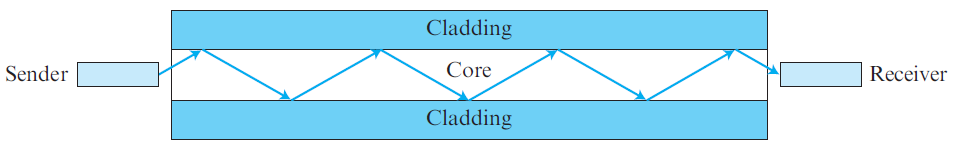 Cladding
Sender
Core
Receiver
Cladding